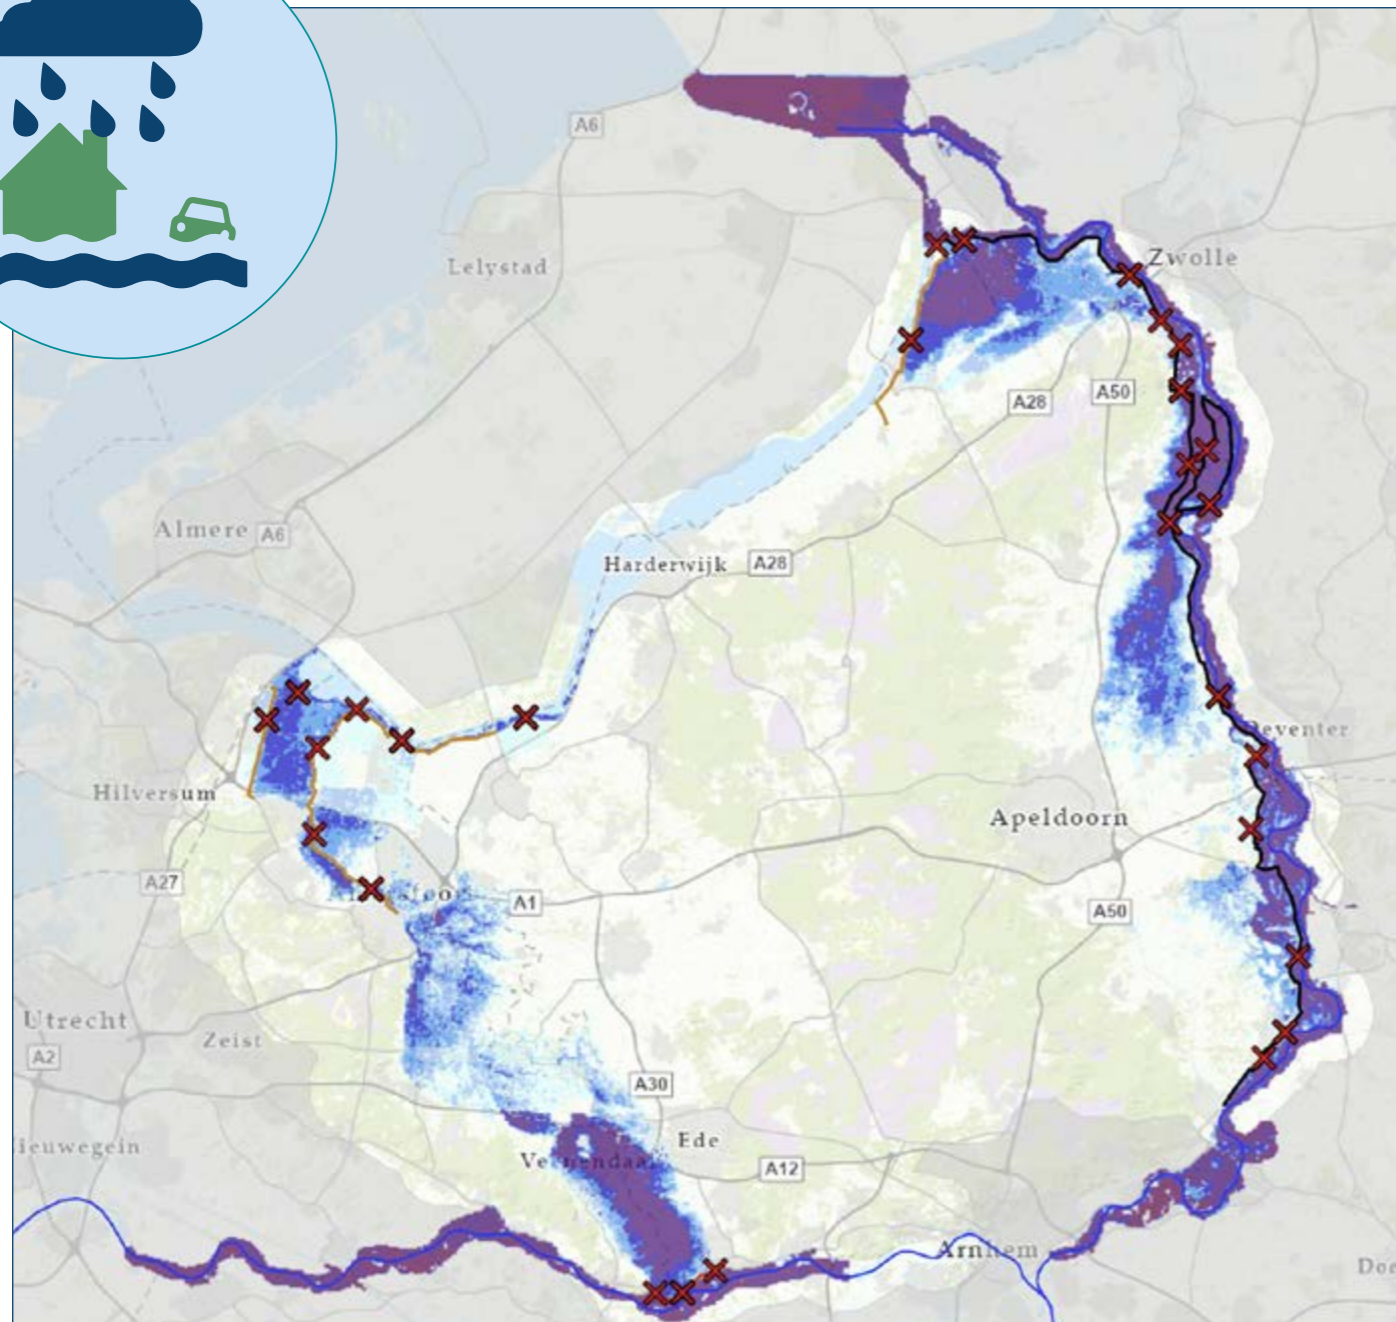 A6
Zwolle
Lelystad
A28
A50
Almere
A6
Harderwijk
A28
Deventer
Hilversum
Apeldoorn
A27
A1
A50
Utrecht
Zeist
A2
A30
Ede
A12
Arnhem